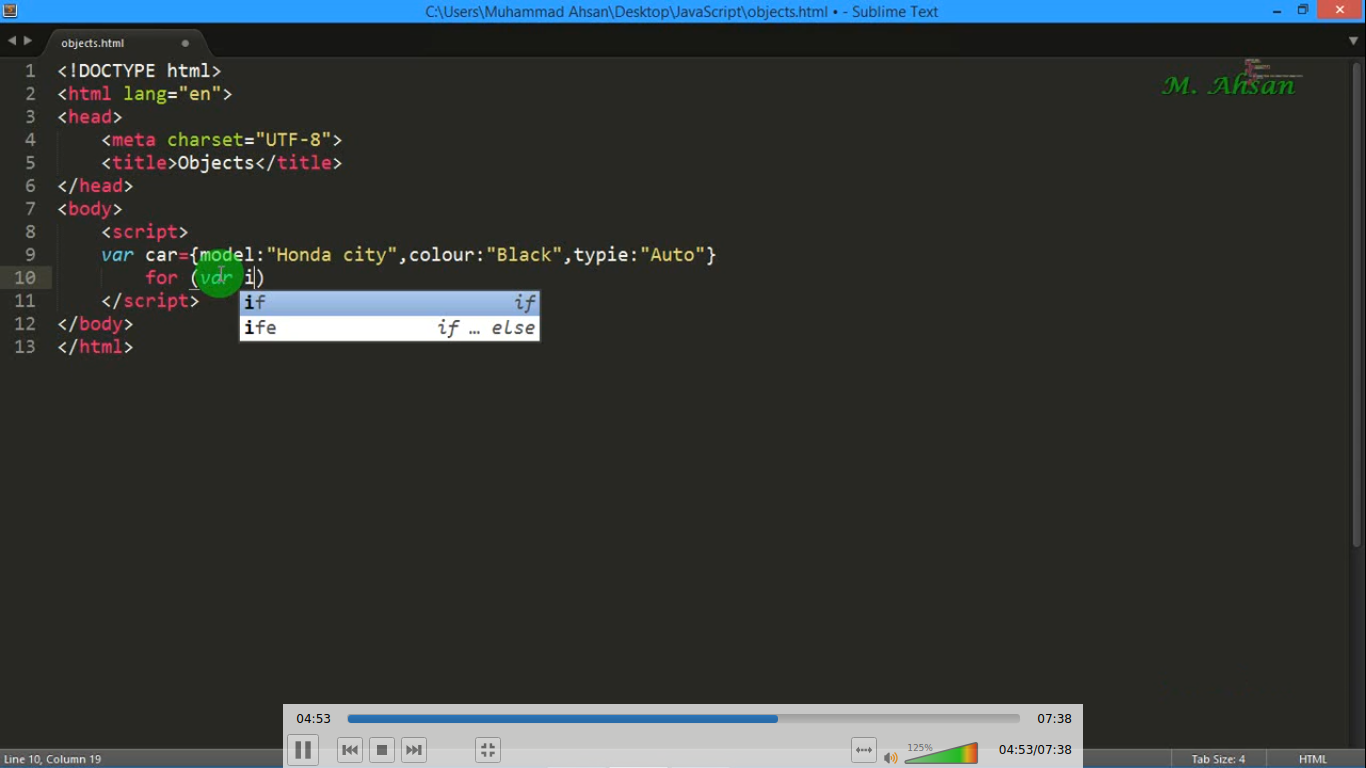 C:\Users\Muhammad Ahsan\Desktop\JavaScript\objects.html • - Sublime Text
objects.html
M. Ahsan
1 <!DOCTYPE html>
2 <html lang="en">
3 <head>
4 <meta charset="UTF-8">
5 <title>Objects</title>
6 </head>
7 <body>
8 <script>
9 var car={model:"Honda city",colour:"Black",typie:"Auto"}
10 for (var i)
11 </script>
12 </body>
13 </html>
if if
ife if … else
04:53 07:38
125% 04:53/07:38
Line 10, Column 19 Tab Size: 4 HTML